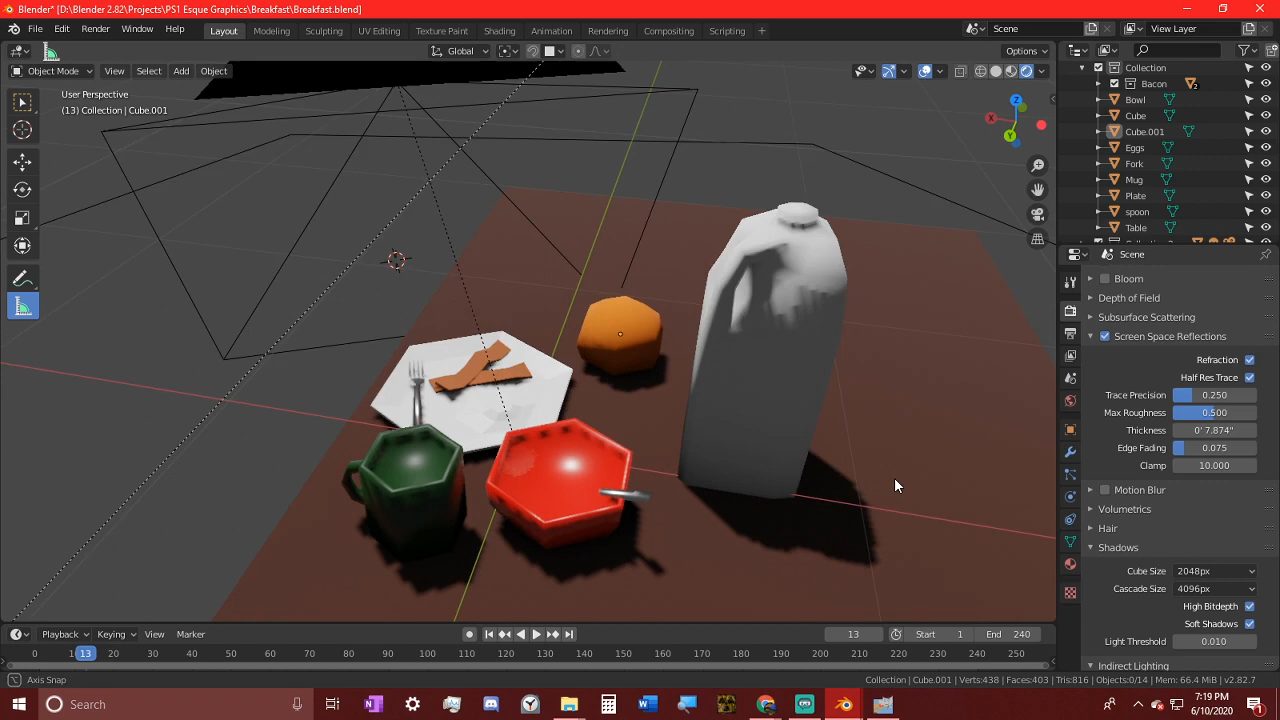 Blender* [D:\Blender 2.82\Projects\PS1 Esque Graphics\Breakfast\Breakfast.blend]
File Edit Render Window Help Layout Modeling Sculpting UV Editing Texture Paint Shading Animation Rendering Compositing Scripting + Scene View Layer
Global Options
Object Mode View Select Add Object
User Perspective
(13) Collection | Cube.001
Z
X
Y
Collection
Bacon 2
Bowl
Cube
Cube.001
Eggs
Fork
Mug
Plate
spoon
Table
Scene
Bloom
Depth of Field
Subsurface Scattering
Screen Space Reflections
Refraction
Half Res Trace
Trace Precision 0.250
Max Roughness 0.500
Thickness 0' 7.874"
Edge Fading 0.075
Clamp 10.000
Motion Blur
Volumetrics
Hair
Shadows
Cube Size 2048px
Cascade Size 4096px
High Bitdepth
Soft Shadows
Light Threshold 0.010
Indirect Lighting
Playback Keying View Marker 13 Start 1 End 240
0 13 20 30 40 50 60 70 80 90 100 110 120 130 140 150 160 170 180 190 200 210 220 230 240 250
Axis Snap Collection | Cube.001 | Verts:438 | Faces:403 | Tris:816 | Objects:0/14 | Mem: 66.4 MiB | v2.82.7
Search
7:19 PM
6/10/2020